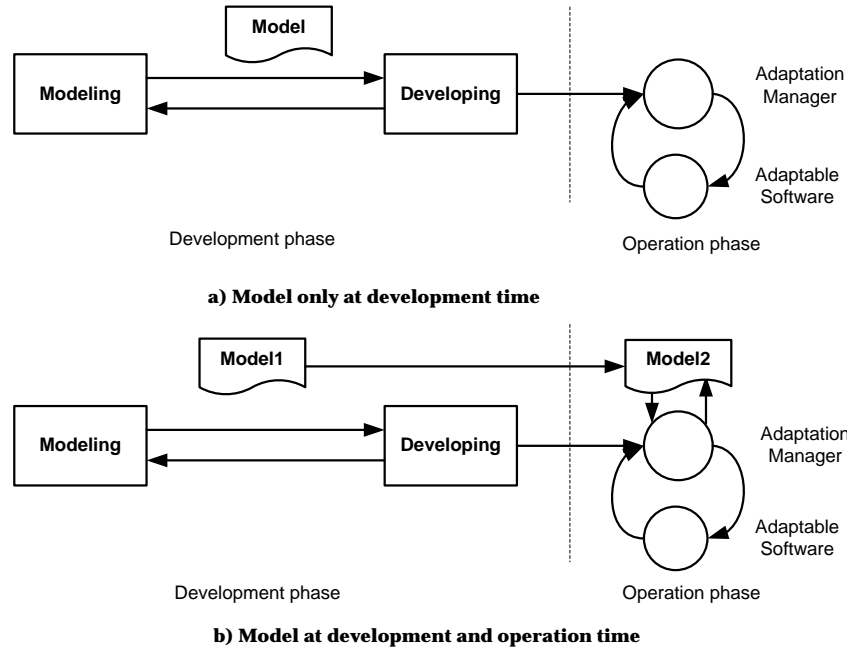 Model
Modeling
Developing
Adaptation
Manager
Adaptable
Software
Development phase
Operation phase
a) Model only at development time
Model1
Model2
Modeling
Developing
Adaptation
Manager
Adaptable
Software
Development phase
Operation phase
b) Model at development and operation time